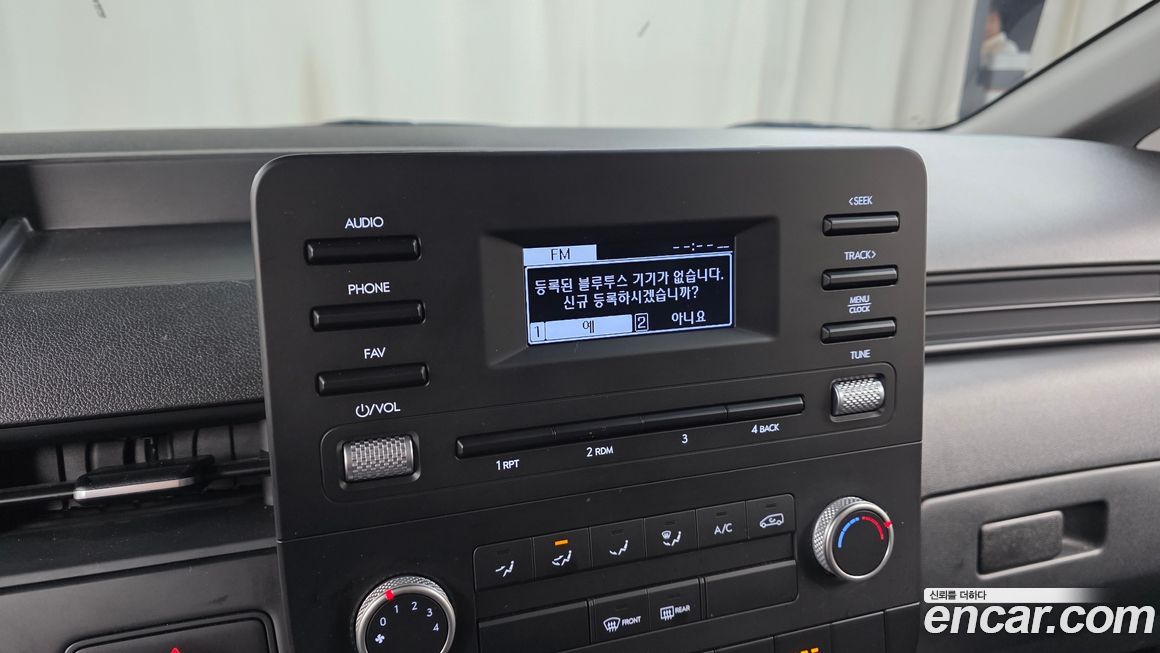 AUDIO
PHONE
FAV
/VOL
FM
--:--
등록된 블루투스 기기가 없습니다.
신규 등록하시겠습니까?
1 예 2 아니요
<SEEK
TRACK>
MENU
CLOCK
TUNE
1 RPT
2 RDM
3
4 BACK
A/C
FRONT
REAR
0 1 2 3 4
신뢰를 더하다
encar.com